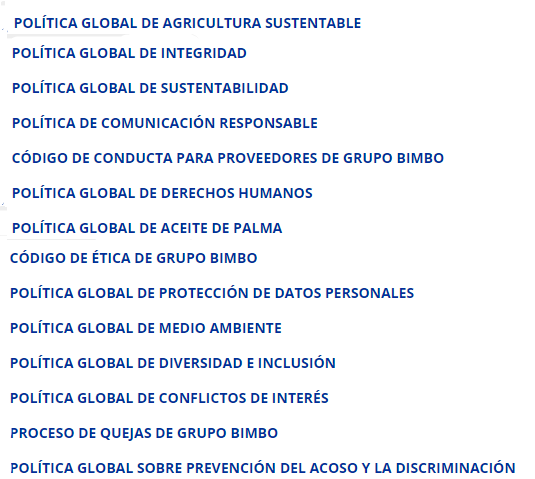 POLÍTICA GLOBAL DE AGRICULTURA SUSTENTABLE
POLÍTICA GLOBAL DE INTEGRIDAD
POLÍTICA GLOBAL DE SUSTENTABILIDAD
POLÍTICA DE COMUNICACIÓN RESPONSABLE
CÓDIGO DE CONDUCTA PARA PROVEEDORES DE GRUPO BIMBO
POLÍTICA GLOBAL DE DERECHOS HUMANOS
POLÍTICA GLOBAL DE ACEITE DE PALMA
CÓDIGO DE ÉTICA DE GRUPO BIMBO
POLÍTICA GLOBAL DE PROTECCIÓN DE DATOS PERSONALES
POLÍTICA GLOBAL DE MEDIO AMBIENTE
POLÍTICA GLOBAL DE DIVERSIDAD E INCLUSIÓN
POLÍTICA GLOBAL DE CONFLICTOS DE INTERÉS
PROCESO DE QUEJAS DE GRUPO BIMBO
POLÍTICA GLOBAL SOBRE PREVENCIÓN DEL ACOSO Y LA DISCRIMINACIÓN